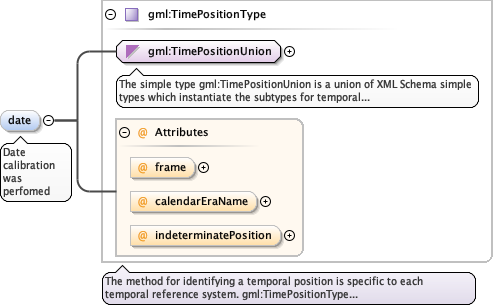 gml:TimePositionType
gml:TimePositionUnion
The simple type gml:TimePositionUnion is a union of XML Schema simple
types which instantiate the subtypes for temporal...
date
Date
calibration
was
perfomed
@ Attributes
@ frame
@ calendarEraName
@ indeterminatePosition
The method for identifying a temporal position is specific to each
temporal reference system. gml:TimePositionType...